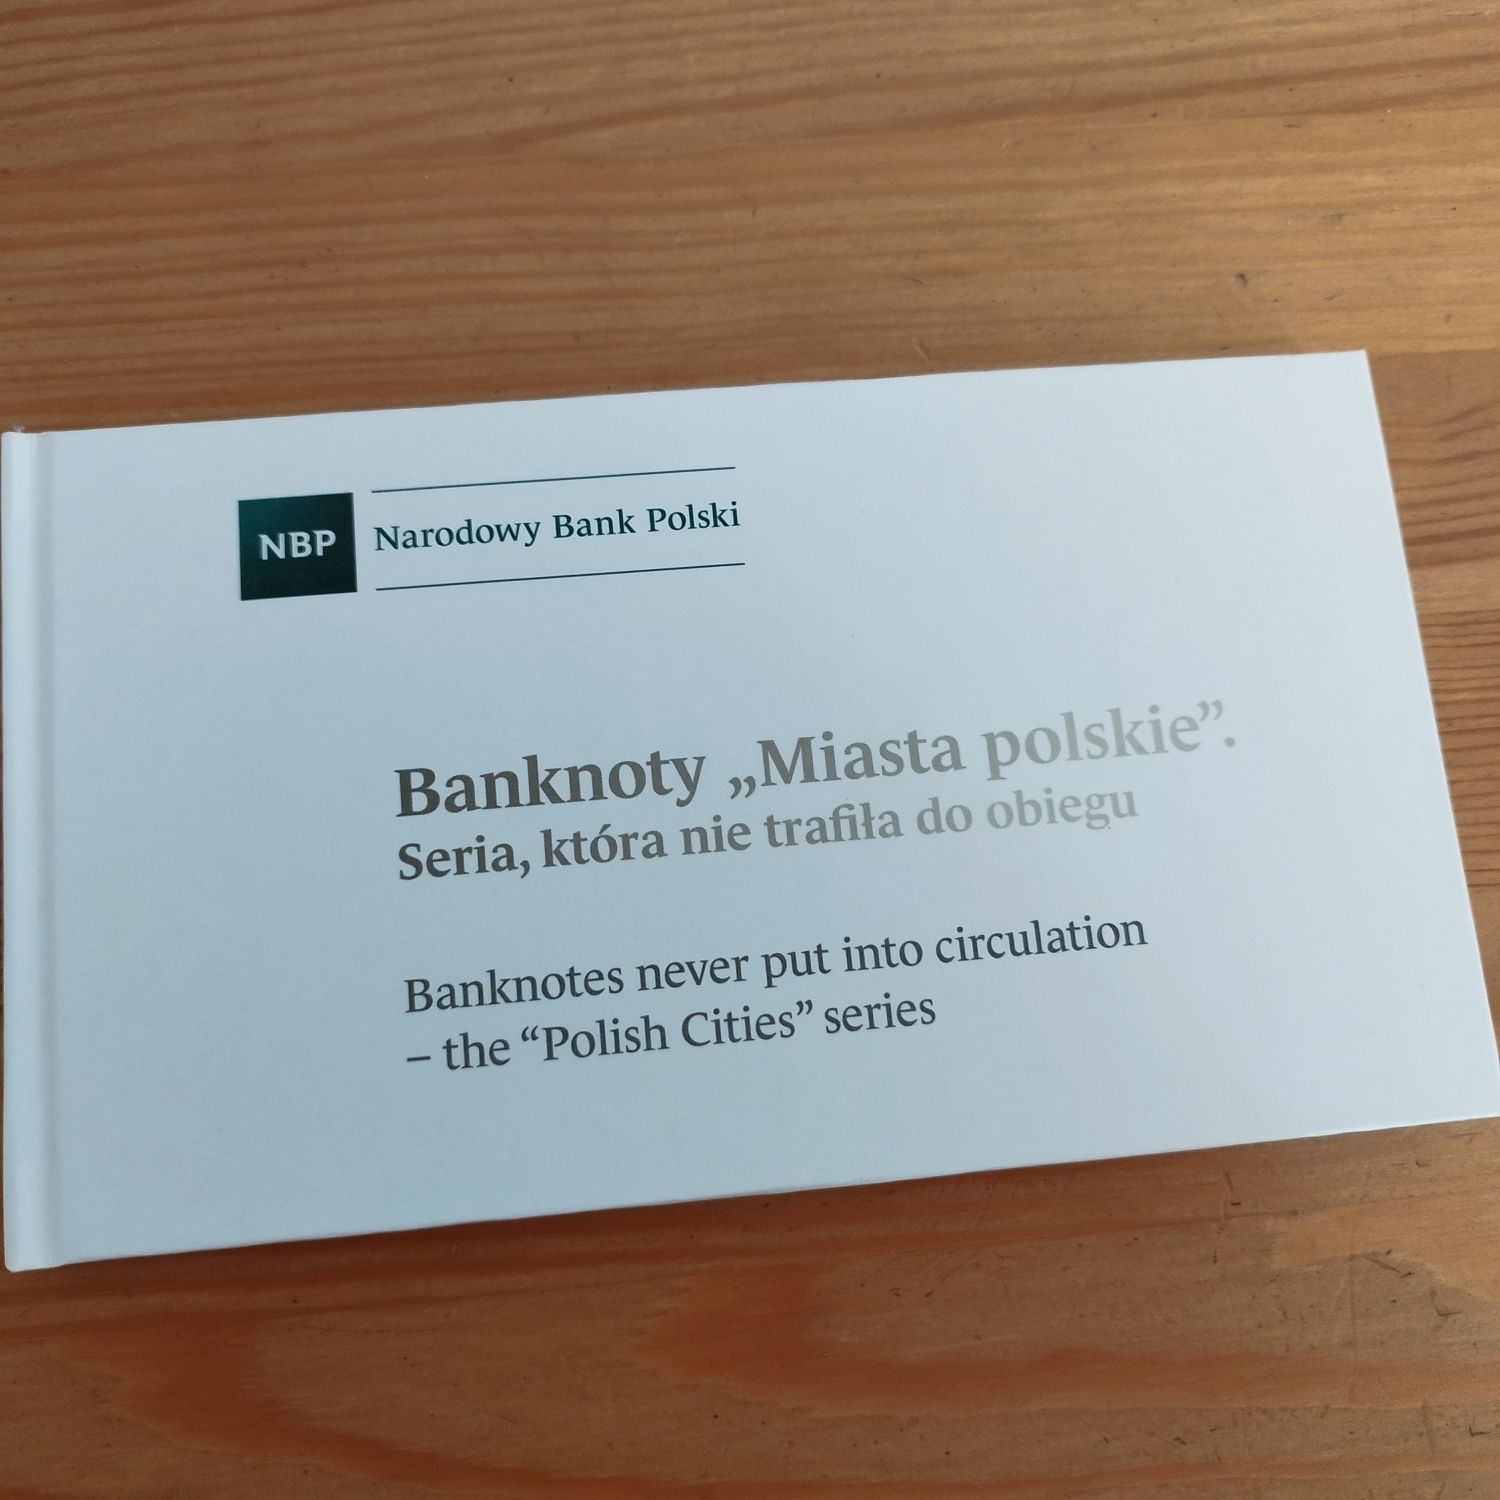 NBP
Narodowy Bank Polski
Banknoty „Miasta polskie”.
Seria, która nie trafiła do obiegu
Banknotes never put into circulation
– the “Polish Cities” series